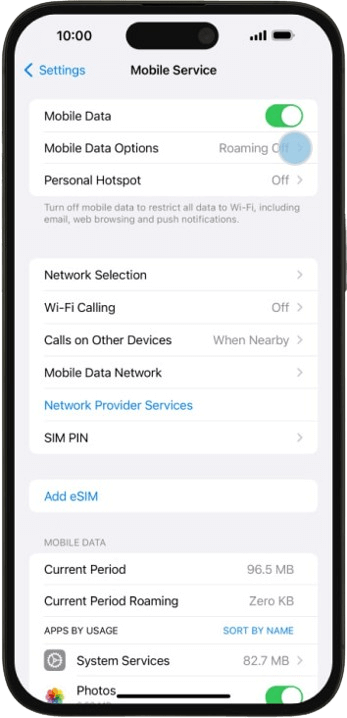 10:00
Settings
Mobile Service
Mobile Data
Mobile Data Options Roaming Off
Personal Hotspot Off
Turn off mobile data to restrict all data to Wi-Fi, including
email, web browsing and push notifications.
Network Selection
Wi-Fi Calling Off
Calls on Other Devices When Nearby
Mobile Data Network
Network Provider Services
SIM PIN
Add eSIM
MOBILE DATA
Current Period 96.5 MB
Current Period Roaming Zero KB
APPS BY USAGE SORT BY NAME
System Services 82.7 MB
Photos